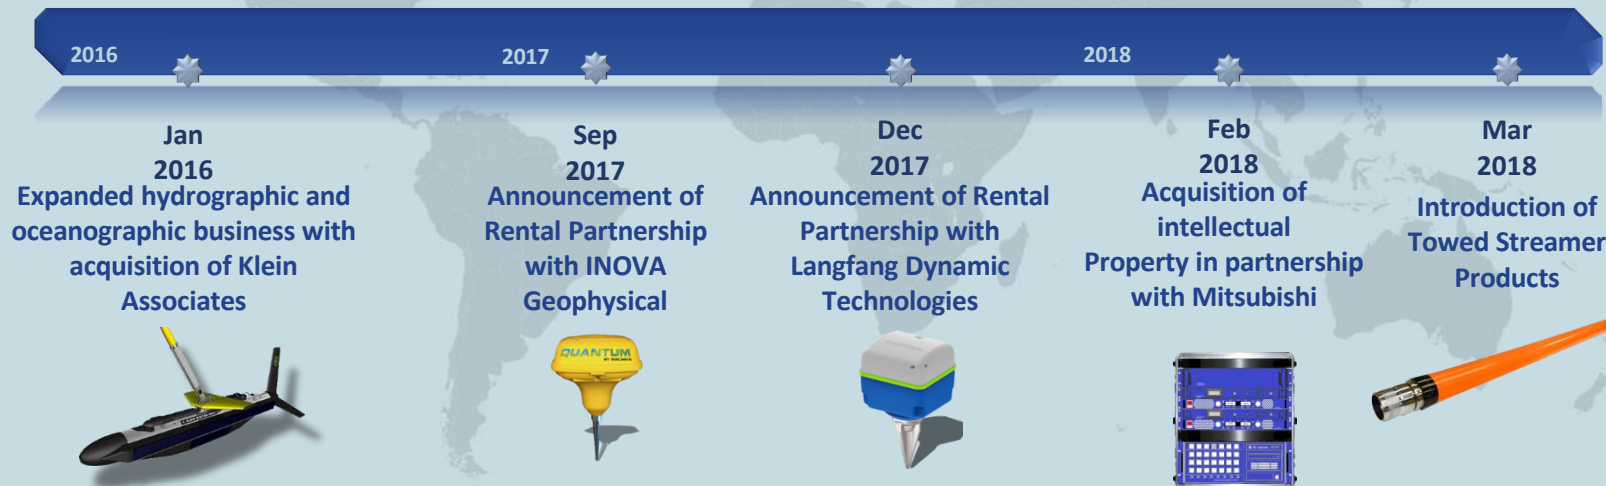 2016
2017
2018
Jan
2016
Expanded hydrographic and
oceanographic business with
acquisition of Klein
Associates
Sep
2017
Announcement of
Rental Partnership
with INOVA
Geophysical
QUANTUM
Dec
2017
Announcement of Rental
Partnership with
Langfang Dynamic
Technologies
Feb
2018
Acquisition of
intellectual
Property in partnership
with Mitsubishi
Mar
2018
Introduction of
Towed Streamer
Products